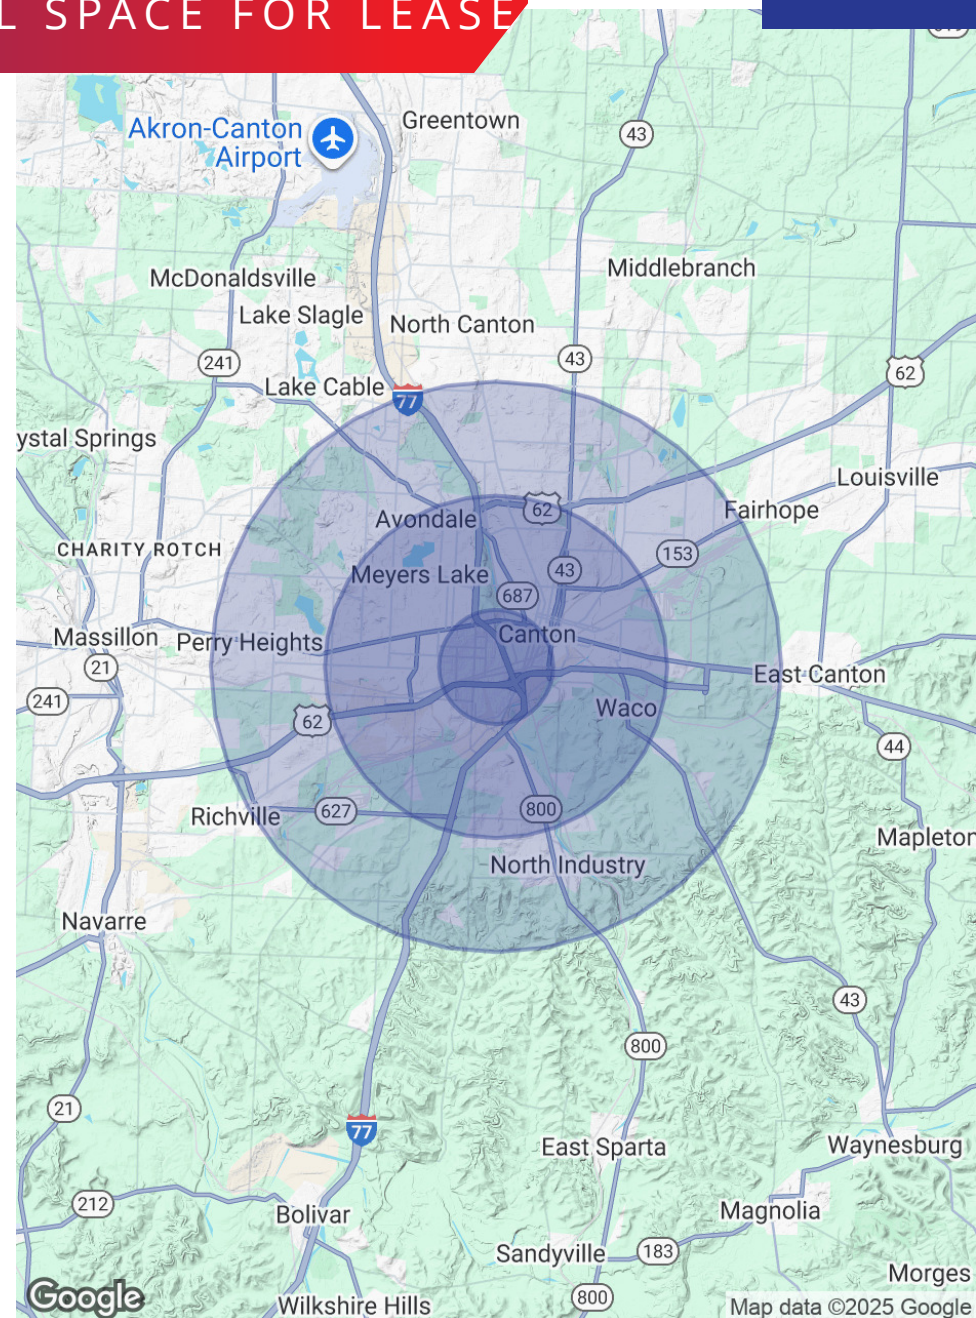 L SPACE FOR LEASE
Akron-Canton
Airport
Greentown
43
McDonaldsville
Middlebranch
Lake Slagle
North Canton
241
43
62
Lake Cable
77
ystal Springs
Louisville
62
Fairhope
Avondale
CHARITY ROTCH
153
Meyers Lake
43
687
Canton
Massillon
Perry Heights
21
East Canton
241
62
Waco
44
Richville
627
800
Mapleton
North Industry
Navarre
43
800
21
77
East Sparta
Waynesburg
212
Bolivar
Magnolia
Sandyville
183
Morges
Google
Wilkshire Hills
800
Map data ©2025 Google